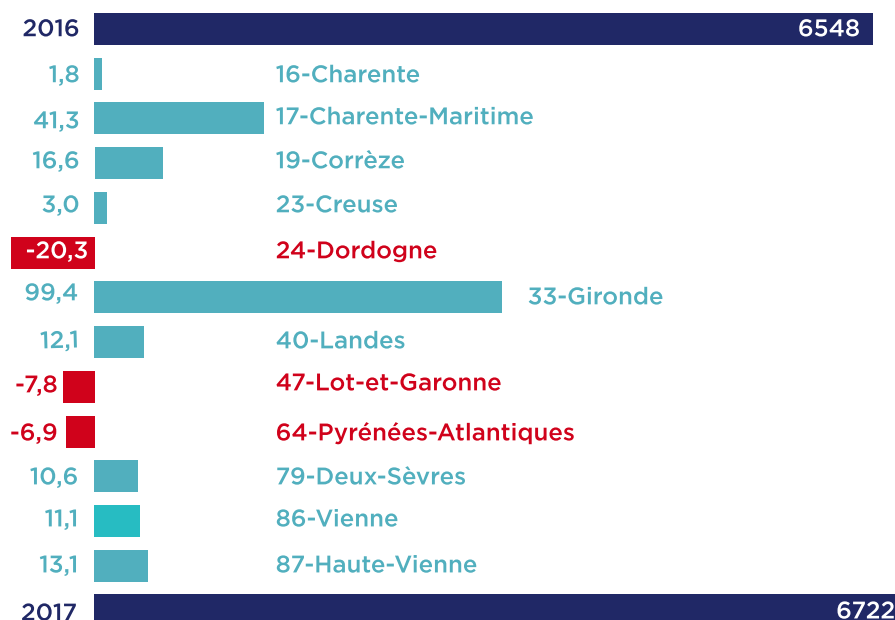 2016 6548
1,8 16-Charente
41,3 17-Charente-Maritime
16,6 19-Corrèze
3,0 23-Creuse
-20,3 24-Dordogne
99,4 33-Gironde
12,1 40-Landes
-7,8 47-Lot-et-Garonne
-6,9 64-Pyrénées-Atlantiques
10,6 79-Deux-Sèvres
11,1 86-Vienne
13,1 87-Haute-Vienne
2017 6722